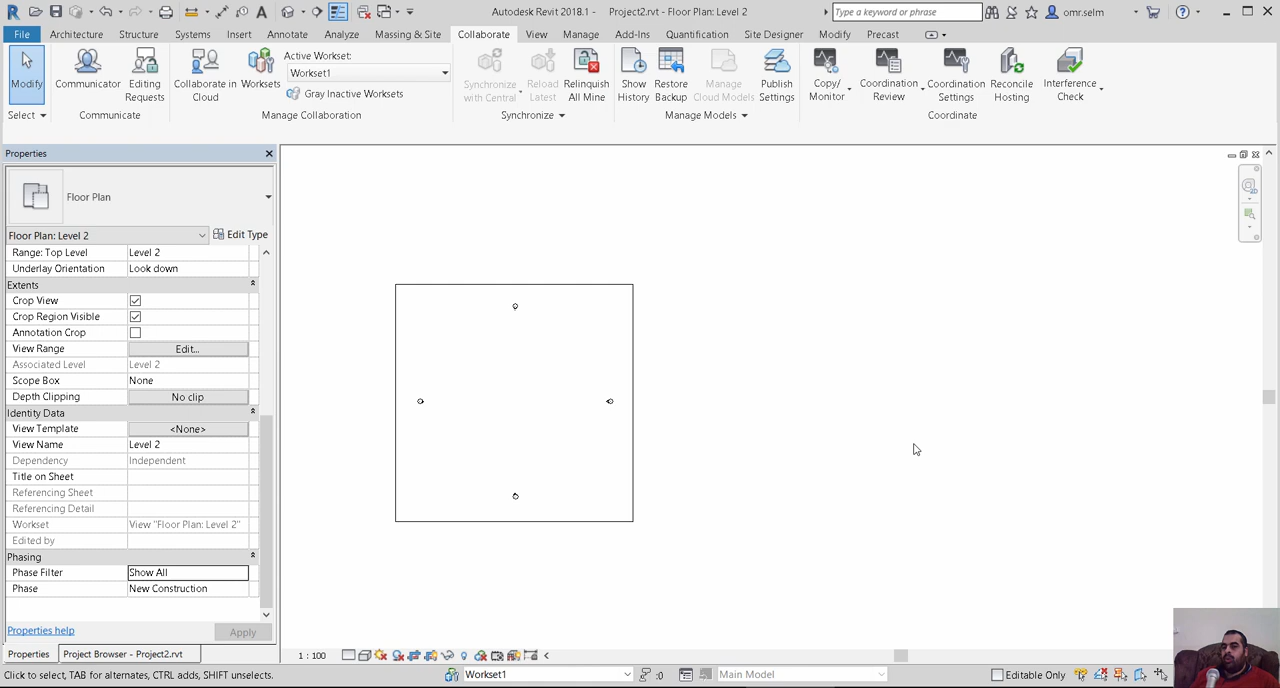 Autodesk Revit 2018.1 - Project2.rvt - Floor Plan: Level 2
Type a keyword or phrase
omr.selm
File Architecture Structure Systems Insert Annotate Analyze Massing & Site Collaborate View Manage Add-Ins Quantification Site Designer Modify Precast
Modify
Select
Communicator
Editing Requests
Communicate
Collaborate in Cloud
Worksets
Active Workset:
Workset1
Gray Inactive Worksets
Manage Collaboration
Synchronize with Central
Reload Latest
Relinquish All Mine
Synchronize
Show History
Restore Backup
Manage Cloud Models
Publish Settings
Manage Models
Copy/ Monitor
Coordination Review
Coordination Settings
Reconcile Hosting
Interference Check
Coordinate
Properties
Floor Plan
Floor Plan: Level 2
Edit Type
Range: Top Level Level 2
Underlay Orientation Look down
Extents
Crop View
Crop Region Visible
Annotation Crop
View Range Edit...
Associated Level Level 2
Scope Box None
Depth Clipping No clip
Identity Data
View Template <None>
View Name Level 2
Dependency Independent
Title on Sheet
Referencing Sheet
Referencing Detail
Workset View "Floor Plan: Level 2"
Edited by
Phasing
Phase Filter Show All
Phase New Construction
Properties help
Apply
Properties
Project Browser - Project2.rvt
1 : 100
Click to select, TAB for alternates, CTRL adds, SHIFT unselects.
Workset1
:0
Main Model
Editable Only